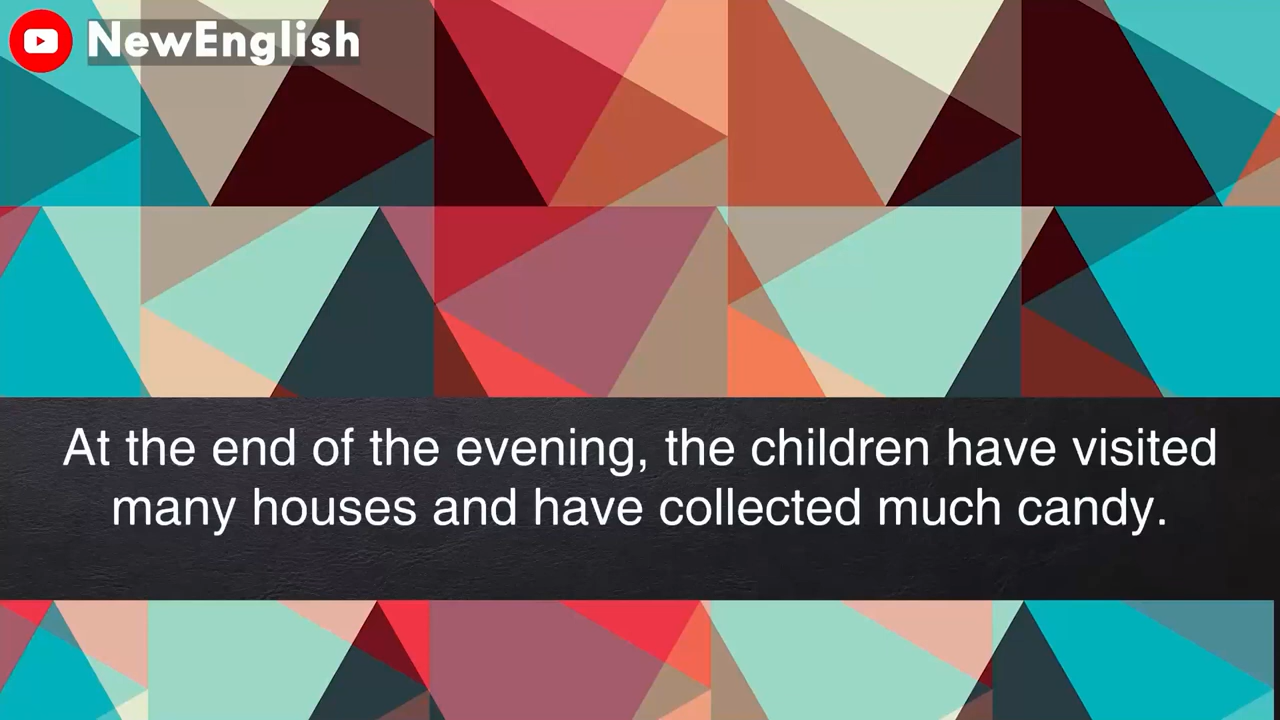 NewEnglish
At the end of the evening, the children have visited
many houses and have collected much candy.